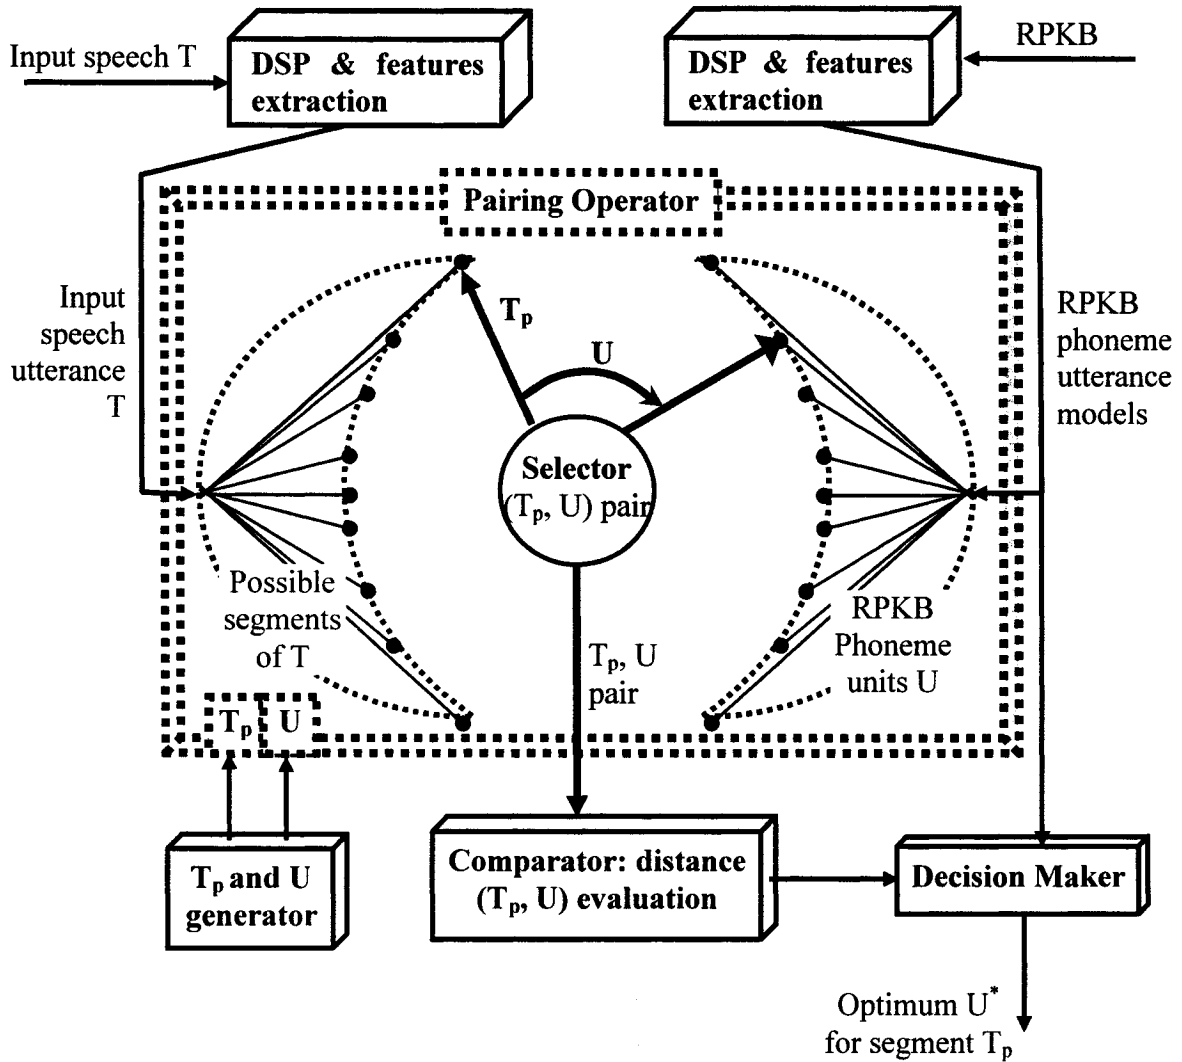 Input speech T
DSP & features
extraction
DSP & features
extraction
RPKB
Pairing Operator
Input
speech
utterance
T
Tp
U
RPKB
phoneme
utterance
models
Selector
(Tp, U) pair
Possible
segments
of T
RPKB
Phoneme
units U
Tp, U
pair
Tp U
Tp and U
generator
Comparator: distance
(Tp, U) evaluation
Decision Maker
Optimum U*
for segment Tp